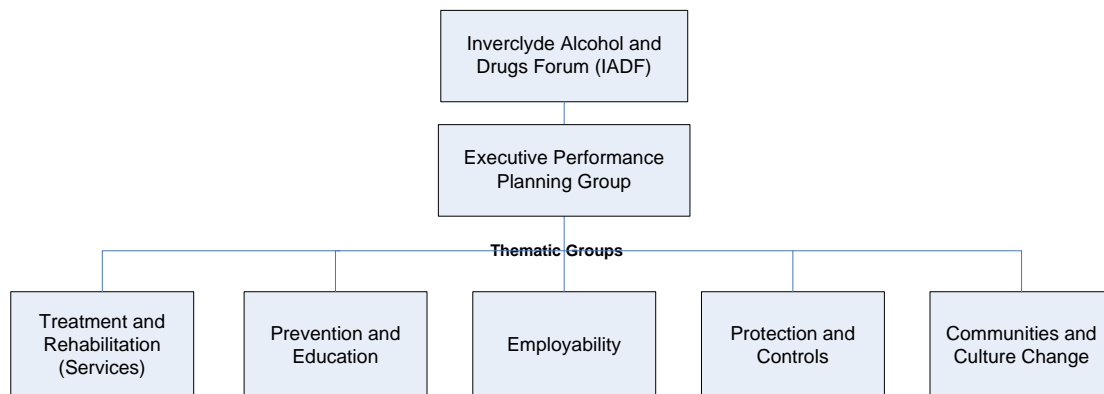 Inverclyde Alcohol and
Drugs Forum (IADF)
Executive Performance
Planning Group
Thematic Groups
Treatment and
Rehabilitation
(Services)
Prevention and
Education
Employability
Protection and
Controls
Communities and
Culture Change